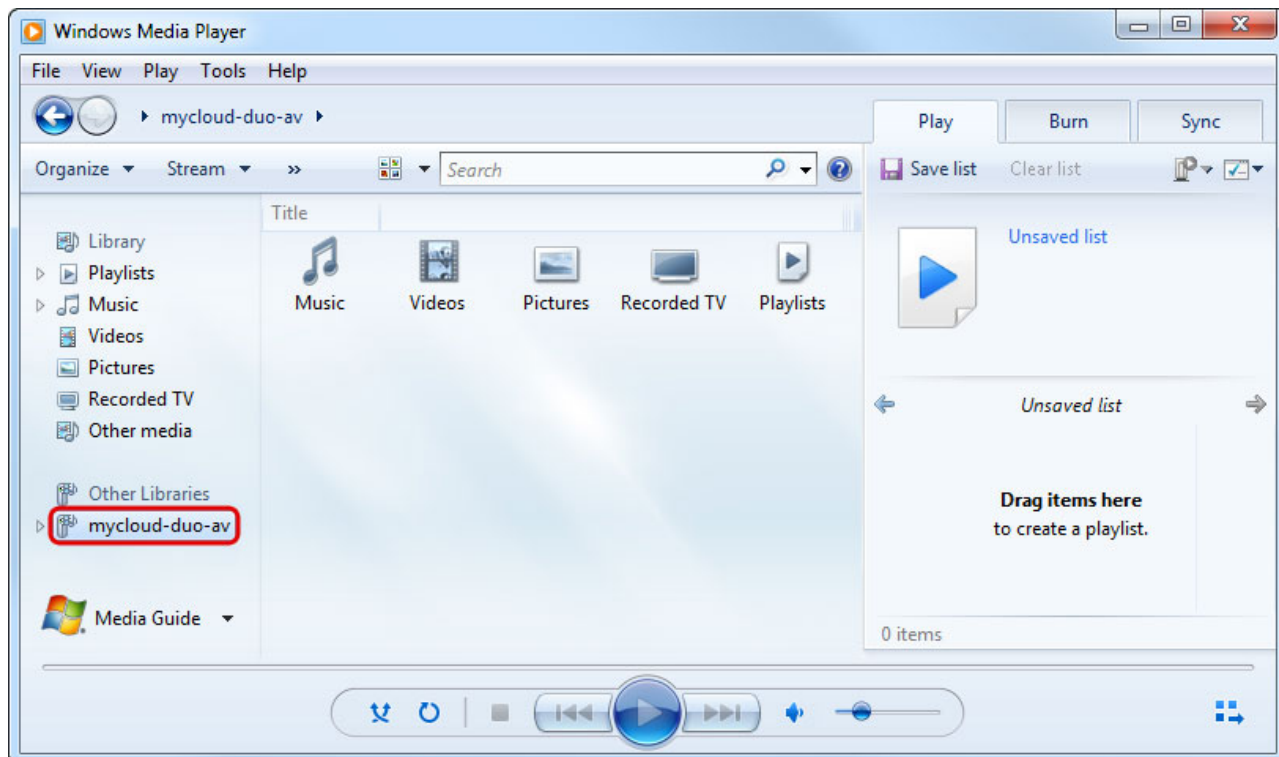 Windows Media Player
File View Play Tools Help
mycloud-duo-av
Play Burn Sync
Organize Stream » Search
Save list Clear list
Title
Library
Playlists
Music
Videos
Pictures
Recorded TV
Other media
Other Libraries
mycloud-duo-av
Media Guide
Music Videos Pictures Recorded TV Playlists
Unsaved list
Unsaved list
Drag items here
to create a playlist.
0 items